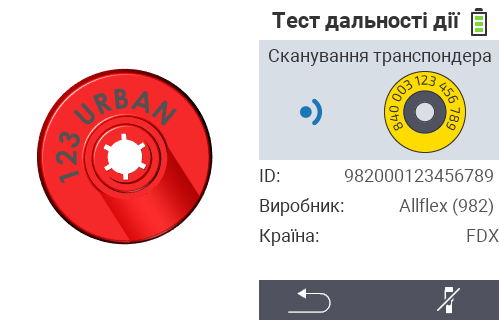 123 URBAN
Тест дальності дії
Сканування транспондера
840 003 123 456 789
ID: 982000123456789
Виробник: Allflex (982)
Країна: FDX